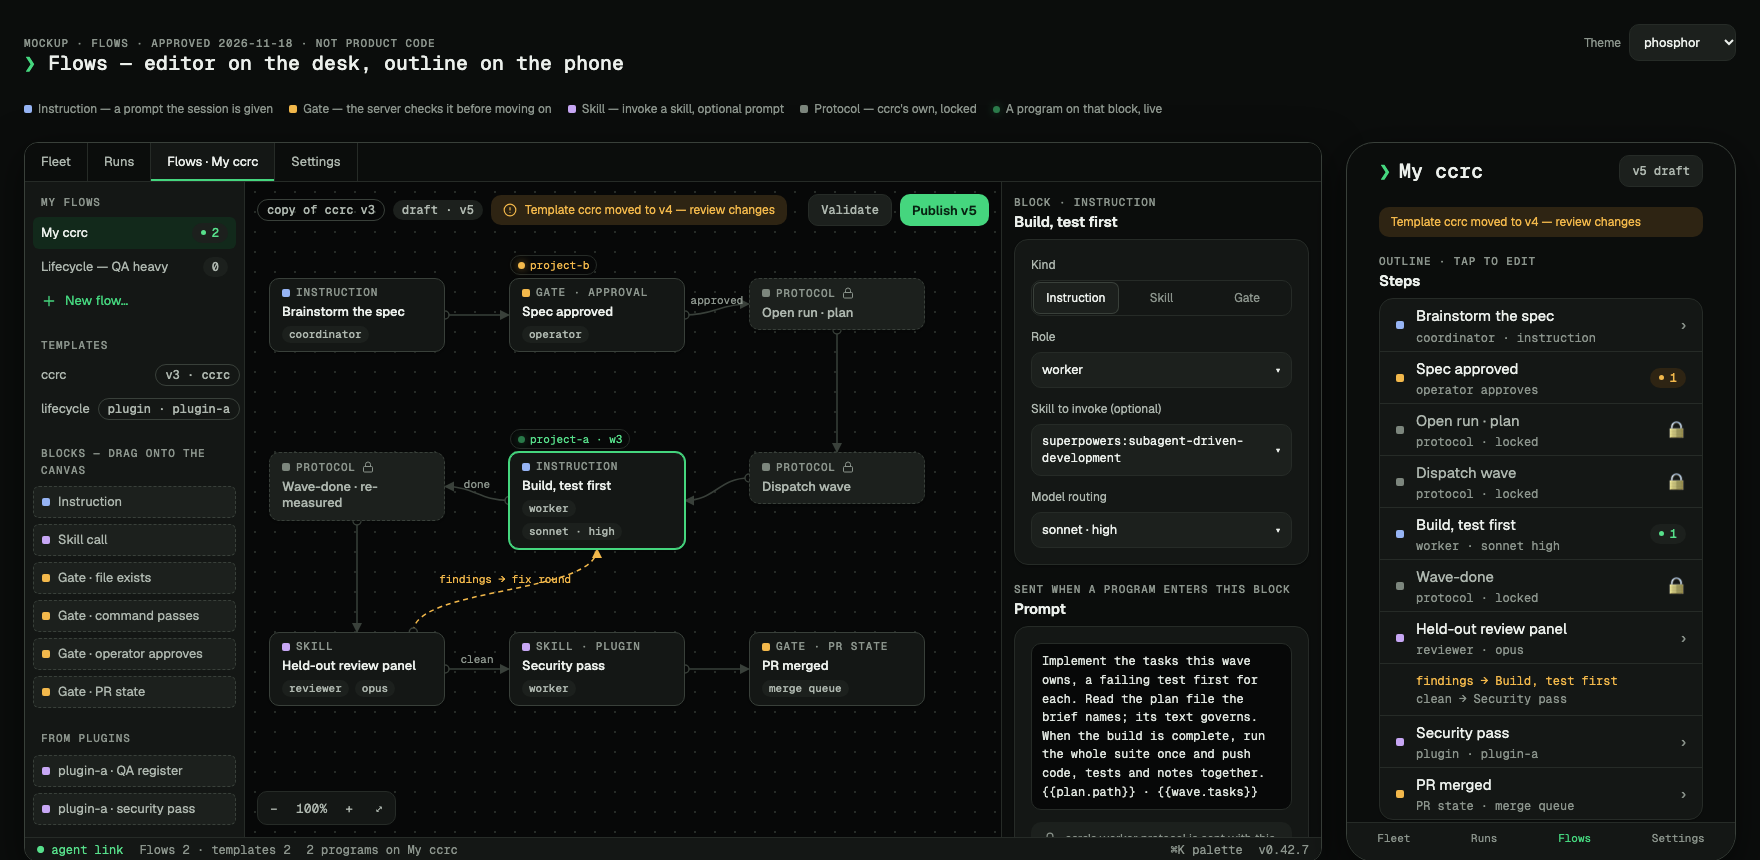 MOCKUP · FLOWS · APPROVED 2026-11-18 · NOT PRODUCT CODE
❯ Flows — editor on the desk, outline on the phone
Theme
phosphor
Instruction — a prompt the session is given
Gate — the server checks it before moving on
Skill — invoke a skill, optional prompt
Protocol — ccrc's own, locked
A program on that block, live
Fleet
Runs
Flows · My ccrc
Settings
MY FLOWS
My ccrc
2
Lifecycle — QA heavy
0
+ New flow…
TEMPLATES
ccrc
v3 · ccrc
lifecycle
plugin · plugin-a
BLOCKS — DRAG ONTO THE
CANVAS
Instruction
Skill call
Gate · file exists
Gate · command passes
Gate · operator approves
Gate · PR state
FROM PLUGINS
plugin-a · QA register
plugin-a · security pass
copy of ccrc v3
draft · v5
Template ccrc moved to v4 — review changes
Validate
Publish v5
INSTRUCTION
Brainstorm the spec
coordinator
project-b
GATE · APPROVAL
Spec approved
operator
approved
PROTOCOL
Open run · plan
PROTOCOL
Wave-done · re-
measured
done
project-a · w3
INSTRUCTION
Build, test first
worker
sonnet · high
PROTOCOL
Dispatch wave
findings → fix round
SKILL
Held-out review panel
reviewer
opus
clean
SKILL · PLUGIN
Security pass
worker
GATE · PR STATE
PR merged
merge queue
−
100%
+
⤢
BLOCK · INSTRUCTION
Build, test first
Kind
Instruction
Skill
Gate
Role
worker
Skill to invoke (optional)
superpowers:subagent-driven-
development
Model routing
sonnet · high
SENT WHEN A PROGRAM ENTERS THIS BLOCK
Prompt
Implement the tasks this wave
owns, a failing test first for
each. Read the plan file the
brief names; its text governs.
When the build is complete, run
the whole suite once and push
code, tests and notes together.
{{plan.path}} · {{wave.tasks}}
ccrc's worker protocol is sent with this
agent link
Flows 2 · templates 2
2 programs on My ccrc
⌘K palette
v0.42.7
❯ My ccrc
v5 draft
Template ccrc moved to v4 — review changes
OUTLINE · TAP TO EDIT
Steps
Brainstorm the spec
coordinator · instruction
Spec approved
operator approves
1
Open run · plan
protocol · locked
Dispatch wave
protocol · locked
Build, test first
worker · sonnet high
1
Wave-done
protocol · locked
Held-out review panel
reviewer · opus
findings → Build, test first
clean → Security pass
Security pass
plugin · plugin-a
PR merged
PR state · merge queue
Fleet
Runs
Flows
Settings